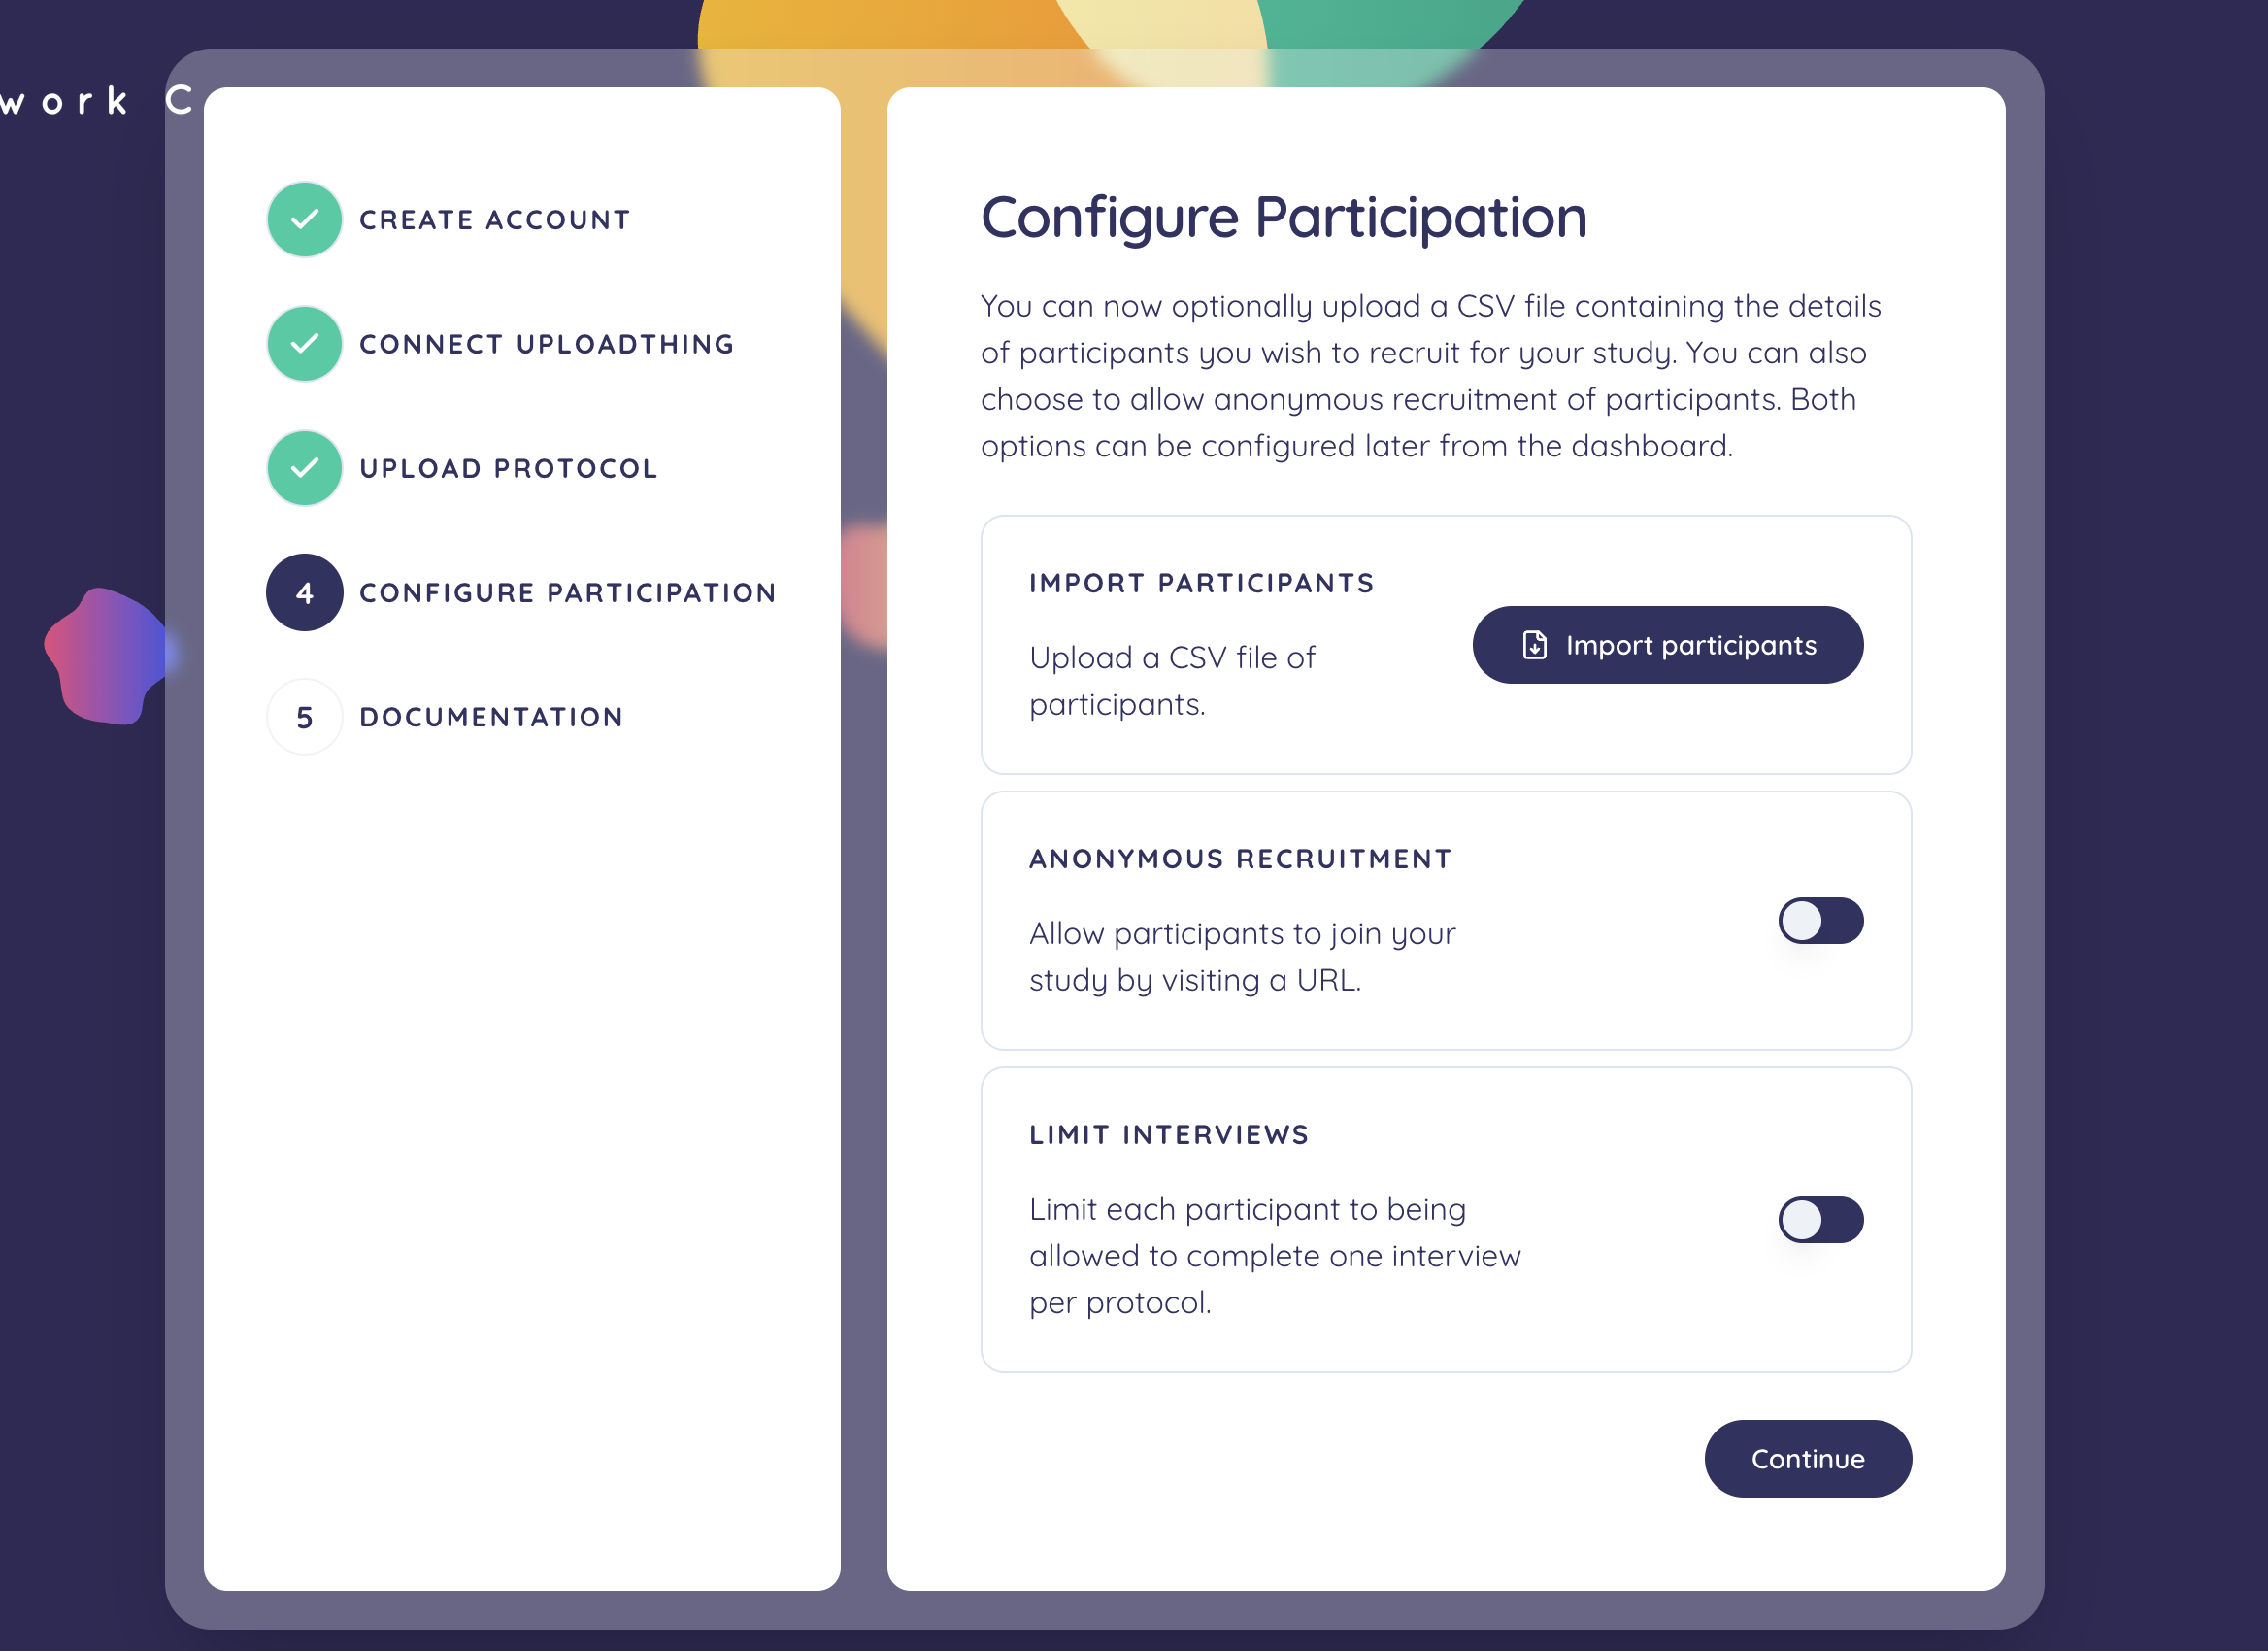 work C
CREATE ACCOUNT
CONNECT UPLOADTHING
UPLOAD PROTOCOL
4 CONFIGURE PARTICIPATION
5 DOCUMENTATION
Configure Participation
You can now optionally upload a CSV file containing the details
of participants you wish to recruit for your study. You can also
choose to allow anonymous recruitment of participants. Both
options can be configured later from the dashboard.
IMPORT PARTICIPANTS
Upload a CSV file of
participants.
Import participants
ANONYMOUS RECRUITMENT
Allow participants to join your
study by visiting a URL.
LIMIT INTERVIEWS
Limit each participant to being
allowed to complete one interview
per protocol.
Continue